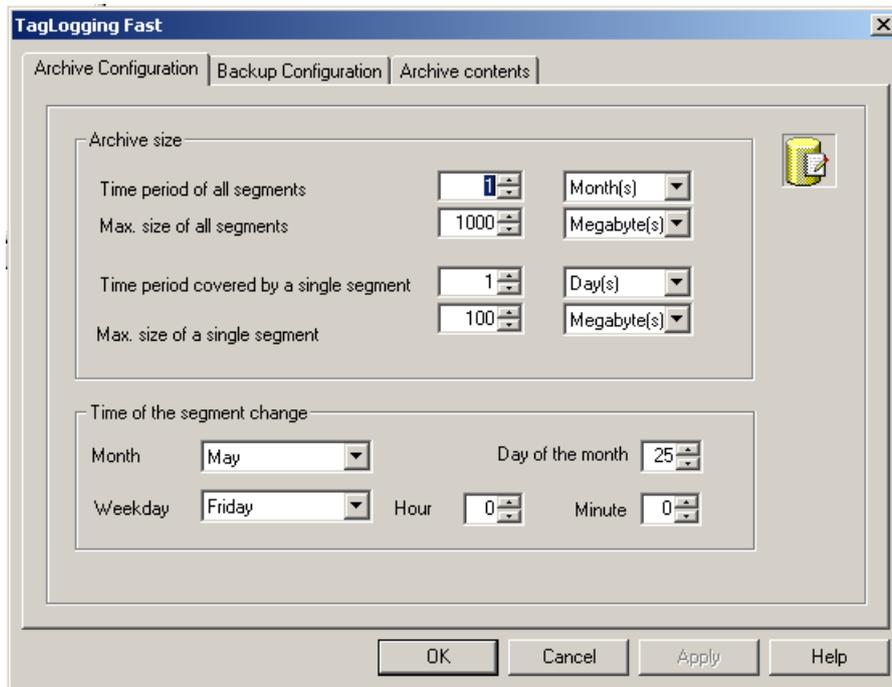 TagLogging Fast
Archive Configuration Backup Configuration Archive contents
Archive size
Time period of all segments 1 Month(s)
Max. size of all segments 1000 Megabyte(s)
Time period covered by a single segment 1 Day(s)
Max. size of a single segment 100 Megabyte(s)
Time of the segment change
Month May Day of the month 25
Weekday Friday Hour 0 Minute 0
OK Cancel Apply Help